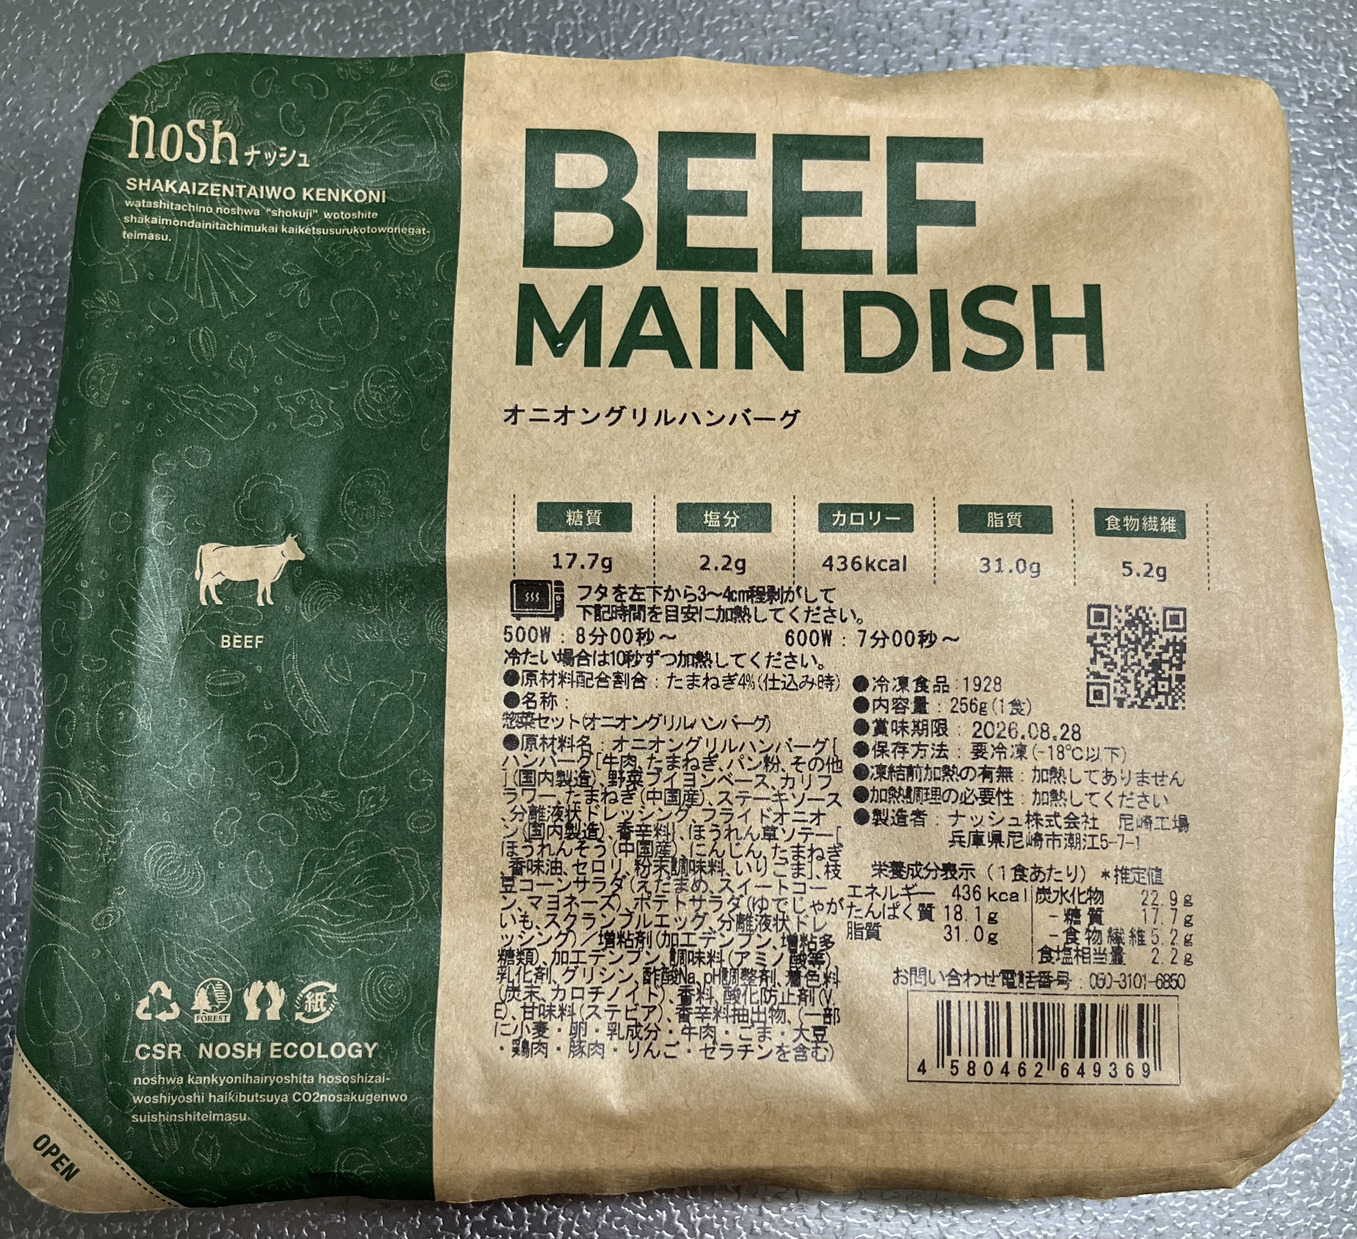 nosh ナッシュ
SHAKAIZENTAIWO KENKONI
watashitachino noshwa "shokuji" wotoshite
shakaimondainitachimukai kaiketsusurukotowonegat-
teimasu.
BEEF
MAIN DISH
オニオングリルハンバーグ
糖質 塩分 カロリー 脂質 食物繊維
17.7g 2.2g 436kcal 31.0g 5.2g
フタを左下から3〜4cm程剥がして
下記時間を目安に加熱してください。
500W：8分00秒〜 600W：7分00秒〜
冷たい場合は10秒ずつ加熱してください。
●原材料配合割合：たまねぎ4%(仕込み時)
●名称：
惣菜セット(オニオングリルハンバーグ)
●原材料名：オニオングリルハンバーグ[
ハンバーグ[牛肉､たまねぎ､パン粉､その他
](国内製造)､野菜ブイヨンベース､カリフ
ラワー､たまねぎ(中国産)､ステーキソース
､分離液状ドレッシング､フライドオニオ
ン(国内製造)､香辛料]､ほうれん草ソテー[
ほうれんそう(中国産)､にんじん､たまねぎ
､香味油､セロリ､粉末調味料､いりごま]､枝
豆コーンサラダ(えだまめ､スイートコー
ン､マヨネーズ)､ポテトサラダ(ゆでじゃが
いも､スクランブルエッグ､分離液状ドレ
ッシング)／増粘剤(加工デンプン､増粘多
糖類)､加工デンプン､調味料(アミノ酸等)､
乳化剤､グリシン､酢酸Na､pH調整剤､着色料
(炭末､カロチノイド)､香料､酸化防止剤(V.
E)､甘味料(ステビア)､香辛料抽出物､(一部
に小麦・卵・乳成分・牛肉・ごま・大豆
・鶏肉・豚肉・りんご・ゼラチンを含む)
●冷凍食品：1928
●内容量：256g(1食)
●賞味期限：2026.08.28
●保存方法：要冷凍(-18℃以下)
●凍結前加熱の有無：加熱してありません
●加熱調理の必要性：加熱してください
●製造者：ナッシュ株式会社 尼崎工場
兵庫県尼崎市潮江5-7-1
栄養成分表示（1食あたり）＊推定値
エネルギー 436kcal 炭水化物 22.9g
たんぱく質 18.1g －糖質 17.7g
脂質 31.0g －食物繊維 5.2g
食塩相当量 2.2g
お問い合わせ電話番号：050-3101-6850
4 580462 649369
BEEF
FOREST
紙
CSR NOSH ECOLOGY
noshwa kankyonihairyoshita hososhizai-
woshiyoshi haikibutsuya CO2nosakugenwo
suishinshiteimasu.
OPEN